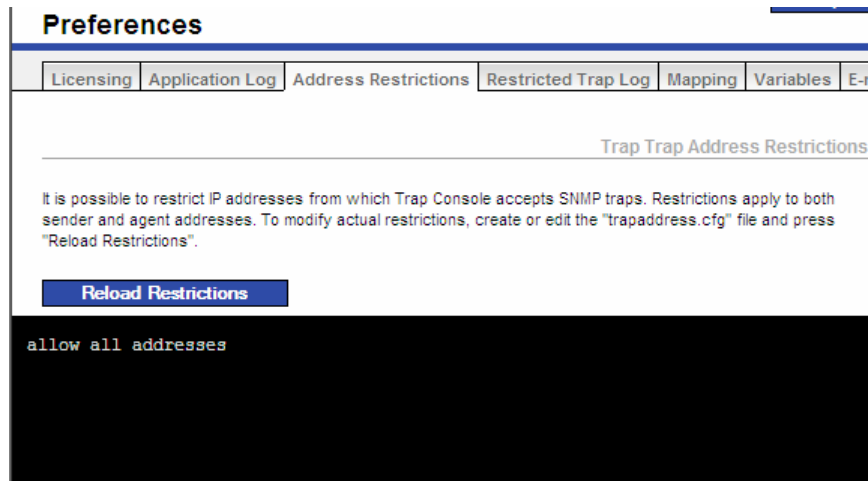 Preferences
Licensing Application Log Address Restrictions Restricted Trap Log Mapping Variables
Trap Trap Address Restrictions
It is possible to restrict IP addresses from which Trap Console accepts SNMP traps. Restrictions apply to both
sender and agent addresses. To modify actual restrictions, create or edit the "trapaddress.cfg" file and press
"Reload Restrictions".
Reload Restrictions
allow all addresses